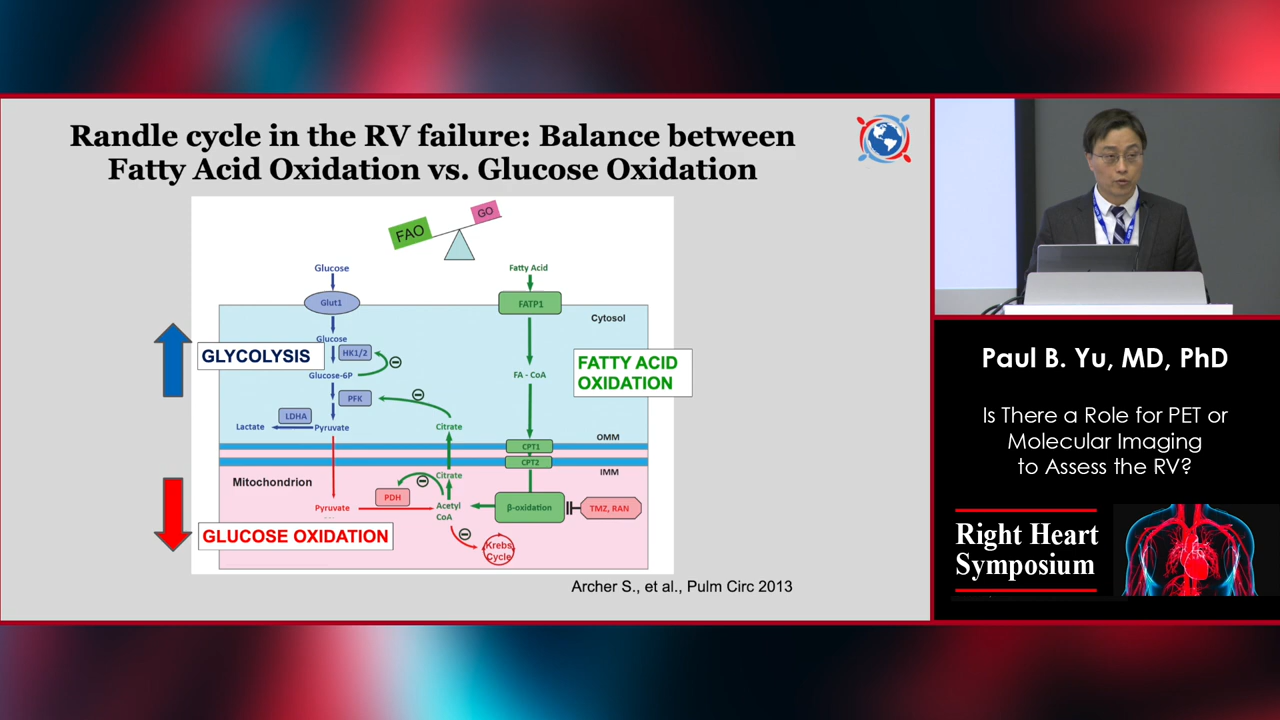 Randle cycle in the RV failure: Balance between
Fatty Acid Oxidation vs. Glucose Oxidation
FAO
GO
Glucose
Fatty Acid
Glut1
FATP1
Cytosol
Glucose
GLYCOLYSIS
HK1/2
FATTY ACID
OXIDATION
Glucose-6P
FA - CoA
PFK
LDHA
Lactate
Pyruvate
Citrate
OMM
CPT1
CPT2
IMM
Mitochondrion
Citrate
PDH
Pyruvate
Acetyl
CoA
β-oxidation
TMZ, RAN
GLUCOSE OXIDATION
Krebs
Cycle
Archer S., et al., Pulm Circ 2013
Paul B. Yu, MD, PhD
Is There a Role for PET or
Molecular Imaging
to Assess the RV?
Right Heart
Symposium